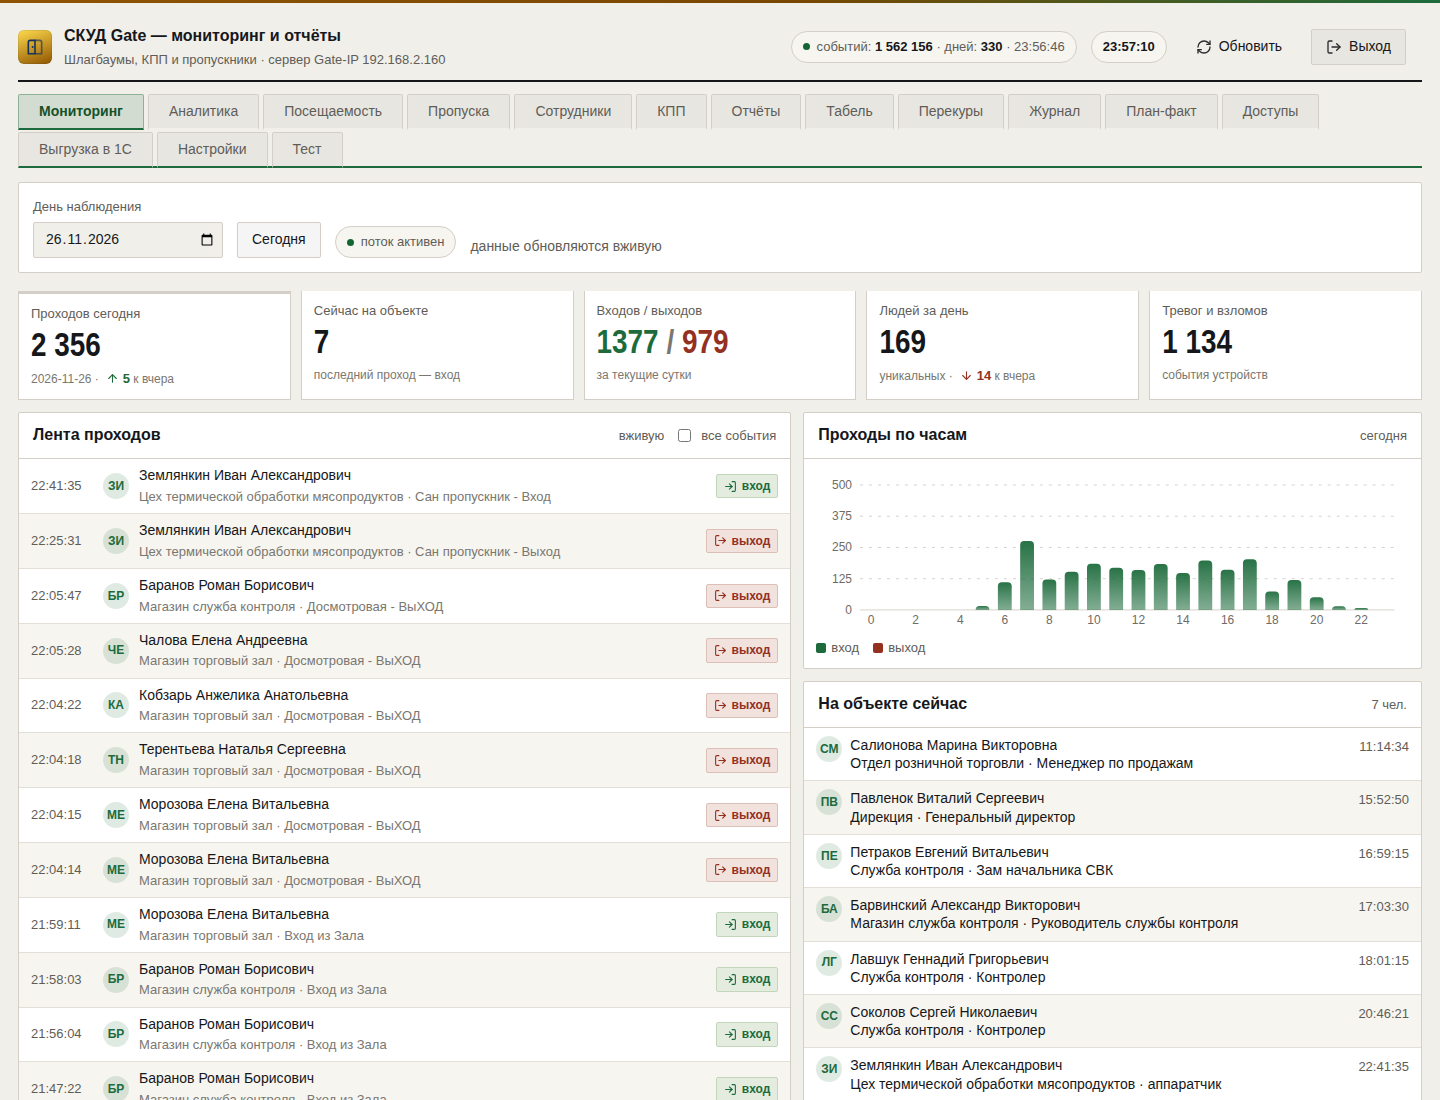 СКУД Gate — мониторинг и отчёты
Шлагбаумы, КПП и пропускники · сервер Gate-IP 192.168.2.160
событий: 1 562 156 · дней: 330 · 23:56:46
23:57:10
Обновить
Выход
Мониторинг
Аналитика
Посещаемость
Пропуска
Сотрудники
КПП
Отчёты
Табель
Перекуры
Журнал
План-факт
Доступы
Выгрузка в 1С
Настройки
Тест
День наблюдения
26.11.2026
Сегодня
поток активен
данные обновляются вживую
Проходов сегодня
2 356
2026-11-26 · 5 к вчера
Сейчас на объекте
7
последний проход — вход
Входов / выходов
1377 / 979
за текущие сутки
Людей за день
169
уникальных · 14 к вчера
Тревог и взломов
1 134
события устройств
Лента проходов
вживую
все события
22:41:35 ЗИ Землянкин Иван Александрович вход
Цех термической обработки мясопродуктов · Сан пропускник - Вход
22:25:31 ЗИ Землянкин Иван Александрович выход
Цех термической обработки мясопродуктов · Сан пропускник - Выход
22:05:47 БР Баранов Роман Борисович выход
Магазин служба контроля · Досмотровая - ВыХОД
22:05:28 ЧЕ Чалова Елена Андреевна выход
Магазин торговый зал · Досмотровая - ВыХОД
22:04:22 КА Кобзарь Анжелика Анатольевна выход
Магазин торговый зал · Досмотровая - ВыХОД
22:04:18 ТН Терентьева Наталья Сергеевна выход
Магазин торговый зал · Досмотровая - ВыХОД
22:04:15 МЕ Морозова Елена Витальевна выход
Магазин торговый зал · Досмотровая - ВыХОД
22:04:14 МЕ Морозова Елена Витальевна выход
Магазин торговый зал · Досмотровая - ВыХОД
21:59:11 МЕ Морозова Елена Витальевна вход
Магазин торговый зал · Вход из Зала
21:58:03 БР Баранов Роман Борисович вход
Магазин служба контроля · Вход из Зала
21:56:04 БР Баранов Роман Борисович вход
Магазин служба контроля · Вход из Зала
21:47:22 БР Баранов Роман Борисович вход
Магазин служба контроля · Вход из Зала
Проходы по часам
сегодня
500
375
250
125
0
0 2 4 6 8 10 12 14 16 18 20 22
вход выход
На объекте сейчас
7 чел.
СМ Салионова Марина Викторовна 11:14:34
Отдел розничной торговли · Менеджер по продажам
ПВ Павленок Виталий Сергеевич 15:52:50
Дирекция · Генеральный директор
ПЕ Петраков Евгений Витальевич 16:59:15
Служба контроля · Зам начальника СВК
БА Барвинский Александр Викторович 17:03:30
Магазин служба контроля · Руководитель службы контроля
ЛГ Лавшук Геннадий Григорьевич 18:01:15
Служба контроля · Контролер
СС Соколов Сергей Николаевич 20:46:21
Служба контроля · Контролер
ЗИ Землянкин Иван Александрович 22:41:35
Цех термической обработки мясопродуктов · аппаратчик